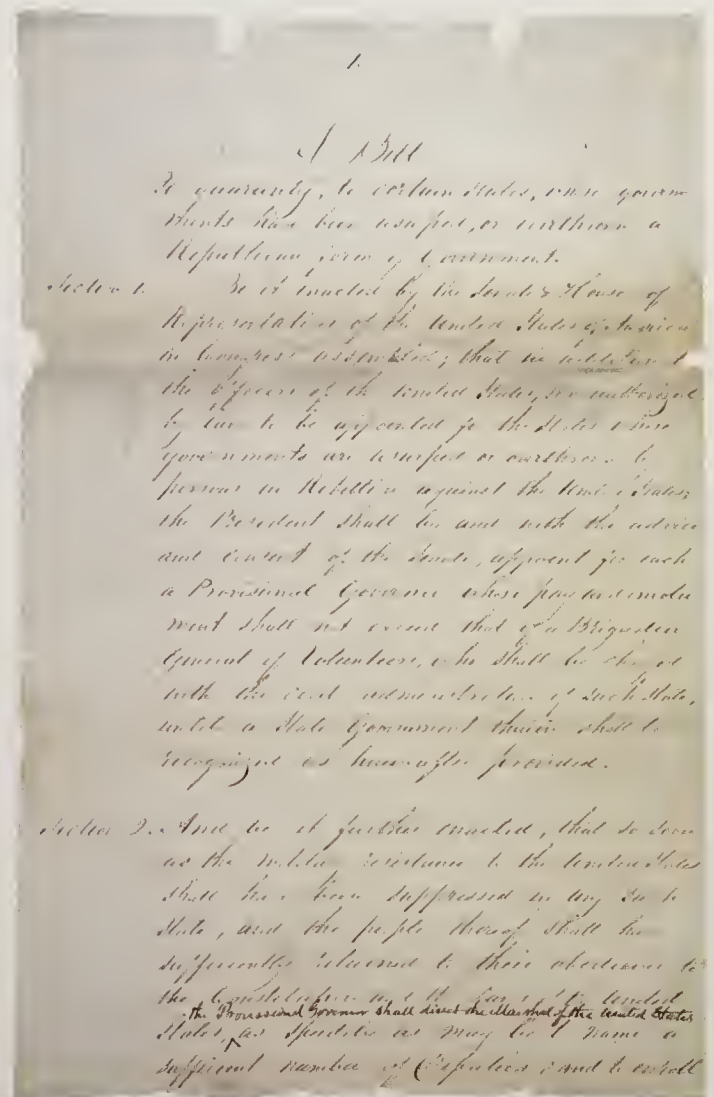 1.
A Bill
To guaranty, to certain States, whose govern
ments have been usurped, or overthrown a
Republican form of Government.
Section 1. Be it enacted by the Senate & House of
Representatives of the United States of America
in Congress assembled; that in addition to
the Officers of the United States, now authorized
by law to be appointed for the States whose
Governments are usurped or overthrown by
persons in Rebellion against the United States
the President shall by and with the advice
and consent of the Senate, appoint for each
a Provisional Governor whose pay and emolu
ment shall not exceed that of a Brigadier
General of Volunteers, who shall be charged
with the civil administration of such State,
until a State Government therein shall be
recognized as hereafter provided.
Section 2. And be it further enacted, that so soon
as the military resistance to the United States
shall have been suppressed in any such
State, and the people thereof shall have
sufficiently returned to their obedience to
the Constitution and the Laws of the United
the Provisional Governor shall direct the Marshal of the United States
States, as speedily as may be to name a
sufficient number of Deputies; and to enroll